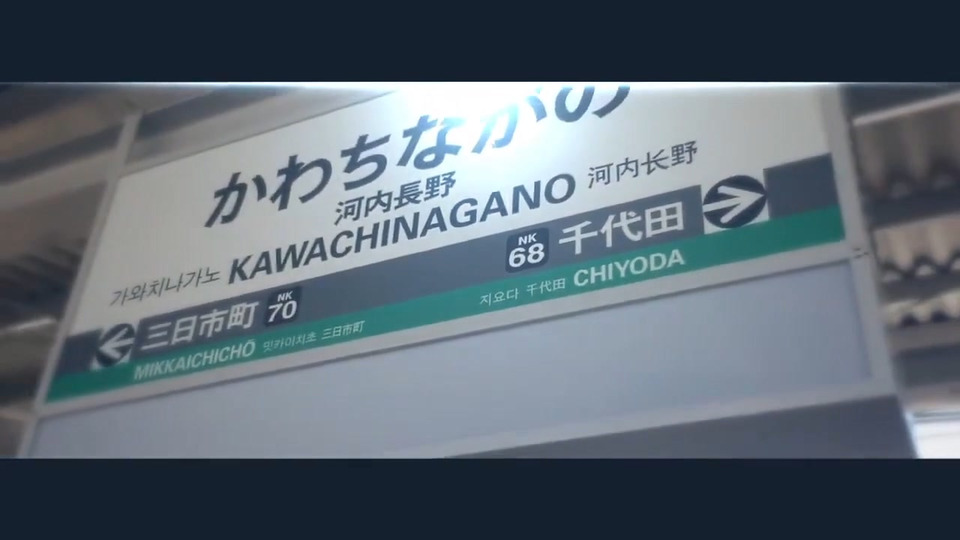 かわちながの
河内長野
KAWACHINAGANO
가와치나가노
河内长野
三日市町 NK 70
MIKKAICHICHŌ 밋카이치초 三日市町
NK 68 千代田
지요다 千代田 CHIYODA